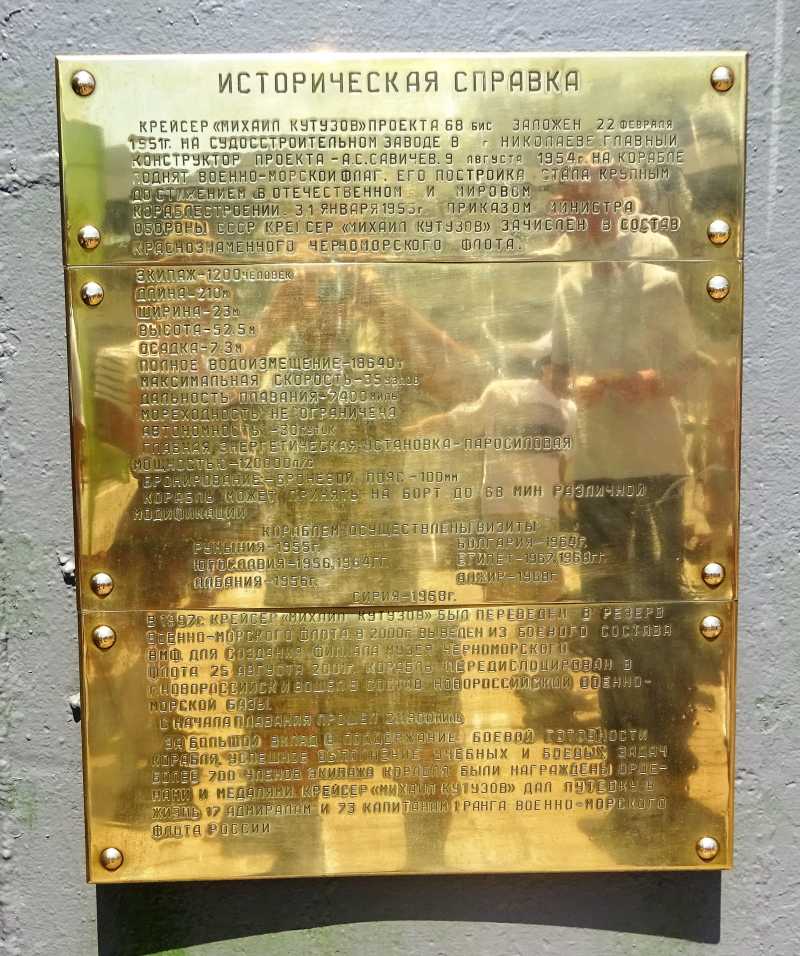 ИСТОРИЧЕСКАЯ СПРАВКА
КРЕЙСЕР «МИХАИЛ КУТУЗОВ» ПРОЕКТА 68 БИС ЗАЛОЖЕН 22 ФЕВРАЛЯ
1951Г. НА СУДОССТРОИТЕЛЬНОМ ЗАВОДЕ В Г НИКОЛАЕВЕ ГЛАВНЫЙ
КОНСТРУКТОР ПРОЕКТА - А.С.САВИЧЕВ. 9 АВГУСТА 1954Г. НА КОРАБЛЕ
ПОДНЯТ ВОЕННО-МОРСКОЙ ФЛАГ. ЕГО ПОСТРОЙКА СТАЛА КРУПНЫМ
ДОСТИЖЕНИЕМ В ОТЕЧЕСТВЕННОМ И МИРОВОМ
КОРАБЛЕСТРОЕНИИ. 31 ЯНВАРЯ 1955Г ПРИКАЗОМ МИНИСТРА
ОБОРОНЫ СССР КРЕЙСЕР «МИХАИЛ КУТУЗОВ» ЗАЧИСЛЕН В СОСТАВ
КРАСНОЗНАМЕННОГО ЧЕРНОМОРСКОГО ФЛОТА.
ЭКИПАЖ-1200 ЧЕЛОВЕК
ДЛИНА-210М
ШИРИНА-23М
ВЫСОТА-52.5М
ОСАДКА-7.3М
ПОЛНОЕ ВОДОИЗМЕЩЕНИЕ-18640Т
МАКСИМАЛЬНАЯ СКОРОСТЬ-35 УЗЛОВ
ДАЛЬНОСТЬ ПЛАВАНИЯ-7400 МИЛЬ
МОРЕХОДНОСТЬ НЕ ОГРАНИЧЕНА
АВТОНОМНОСТЬ -30 СУТОК
ГЛАВНАЯ ЭНЕРГЕТИЧЕСКАЯ УСТАНОВКА-ПАРОСИЛОВАЯ
МОЩНОСТЬЮ-120000Л/С
БРОНИРОВАНИЕ-БРОНЕВОЙ ПОЯС -100ММ
КОРАБЛЬ МОЖЕТ ПРИНЯТЬ НА БОРТ ДО 68 МИН РАЗЛИЧНОЙ
МОДИФИКАЦИИ
КОРАБЛЕМ ОСУЩЕСТВЛЕНЫ ВИЗИТЫ
РУМЫНИЯ-1955Г. БОЛГАРИЯ-1964Г.
ЮГОСЛАВИЯ-1956,1964ГГ. ЕГИПЕТ-1967,1968ГГ.
АЛБАНИЯ-1956Г. АЛЖИР-1968Г
СИРИЯ-1968Г.
В 1997Г. КРЕЙСЕР «МИХАИЛ КУТУЗОВ» БЫЛ ПЕРЕВЕДЕН В РЕЗЕРВ
ВОЕННО-МОРСКОГО ФЛОТА. В 2000Г. ВЫВЕДЕН ИЗ БОЕВОГО СОСТАВА
ВМФ ДЛЯ СОЗДАНИЯ ФИЛИАЛА МУЗЕЯ ЧЕРНОМОРСКОГО
ФЛОТА 25 АВГУСТА 2001Г. КОРАБЛЬ ПЕРЕДИСЛОЦИРОВАН В
Г.НОВОРОССИЙСК И ВОШЕЛ В СОСТАВ НОВОРОССИЙСКОЙ ВОЕННО-
МОРСКОЙ БАЗЫ.
С НАЧАЛА ПЛАВАНИЯ ПРОШЕЛ
ЗА БОЛЬШОЙ ВКЛАД В ПОДДЕРЖАНИЕ БОЕВОЙ ГОТОВНОСТИ
КОРАБЛЯ, УСПЕШНОЕ ВЫПОЛНЕНИЕ УЧЕБНЫХ И БОЕВЫХ ЗАДАЧ
БОЛЕЕ 700 ЧЛЕНОВ ЭКИПАЖА КОРАБЛЯ БЫЛИ НАГРАЖДЕНЫ ОРДЕ-
НАМИ И МЕДАЛЯМИ. КРЕЙСЕР «МИХАИЛ КУТУЗОВ» ДАЛ ПУТЕВКУ В
ЖИЗНЬ 17 АДМИРАЛАМ И 73 КАПИТАНАМ 1 РАНГА ВОЕННО-МОРСКОГО
ФЛОТА РОССИИ